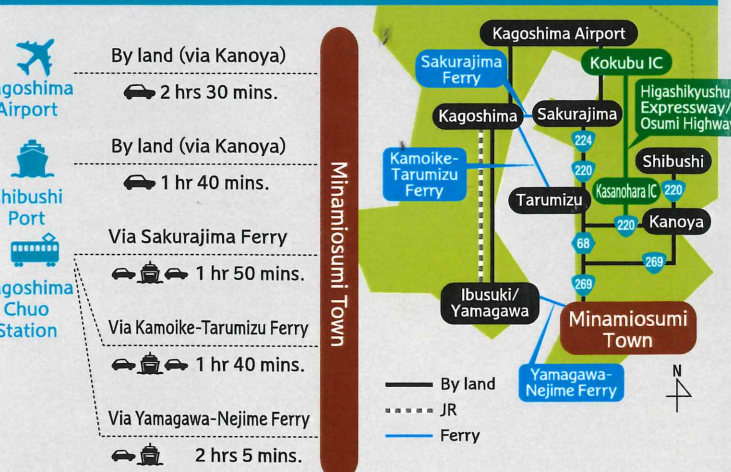 By land (via Kanoya)
2 hrs 30 mins.
Airport
By land (via Kanoya)
1 hr 40 mins.
Port
Via Sakurajima Ferry
1 hr 50 mins.
Chuo
Station
Via Kamoike-Tarumizu Ferry
1 hr 40 mins.
Via Yamagawa-Nejime Ferry
2 hrs 5 mins.
Minamiosumi Town
Kagoshima Airport
Sakurajima
Ferry
Kokubu IC
Higashikyushu
Expressway/
Osumi Highway
Kagoshima
Sakurajima
224
Kamoike-
Tarumizu
Ferry
220
Shibushi
Tarumizu
Kasanohara IC
220
220
Kanoya
68
269
269
Ibusuki/
Yamagawa
Minamiosumi
Town
Yamagawa-
Nejime Ferry
By land
JR
Ferry
N